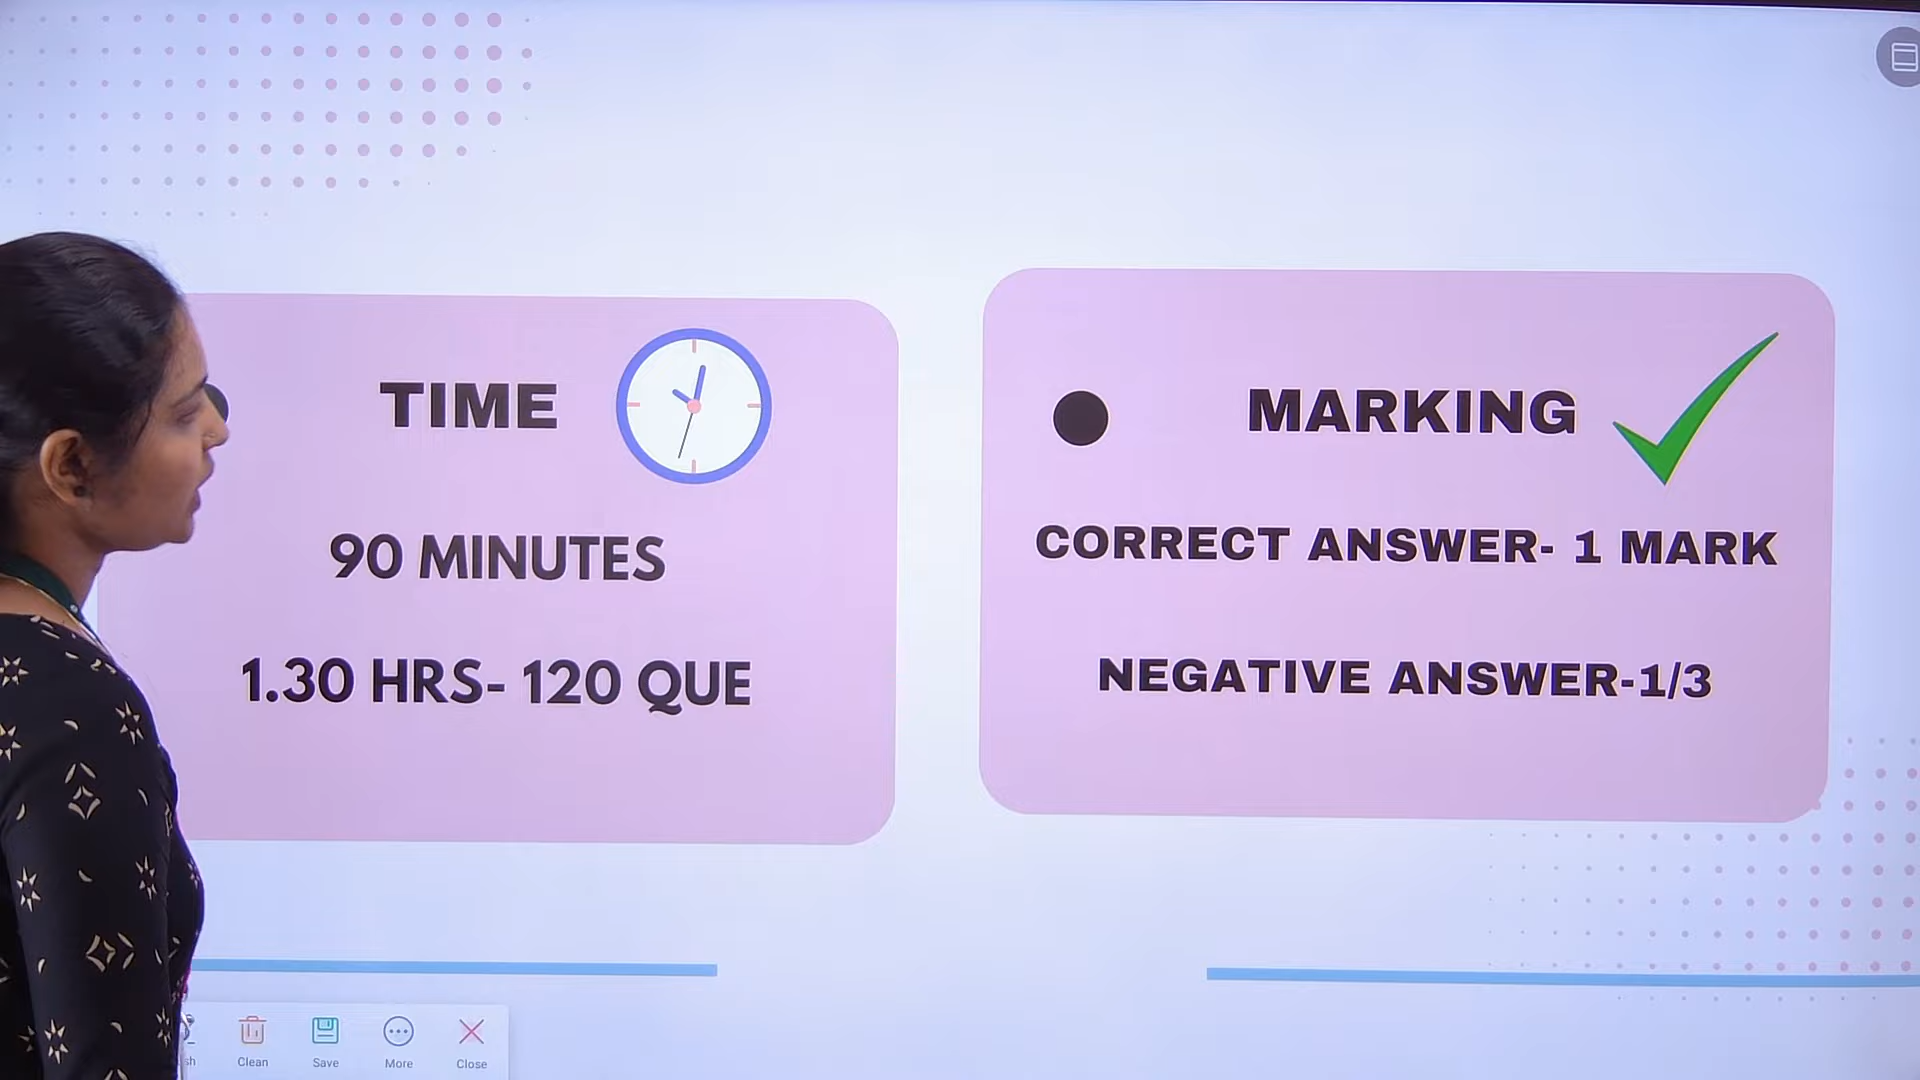 TIME
90 MINUTES
1.30 HRS- 120 QUE
MARKING
CORRECT ANSWER- 1 MARK
NEGATIVE ANSWER-1/3
Clean
Save
More
Close